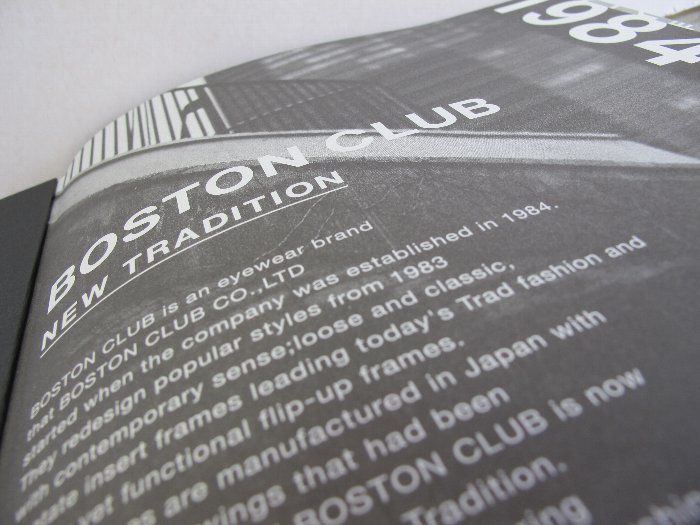 1984
BOSTON CLUB
NEW TRADITION
BOSTON CLUB is an eyewear brand
that BOSTON CLUB CO.,LTD
started when the company was established in 1984.
They redesign popular styles from 1983
with contemporary sense;loose and classic,
insert frames leading today's Trad fashion and
yet functional flip-up frames.
are manufactured in Japan with
that had been
BOSTON CLUB is now
Tradition.